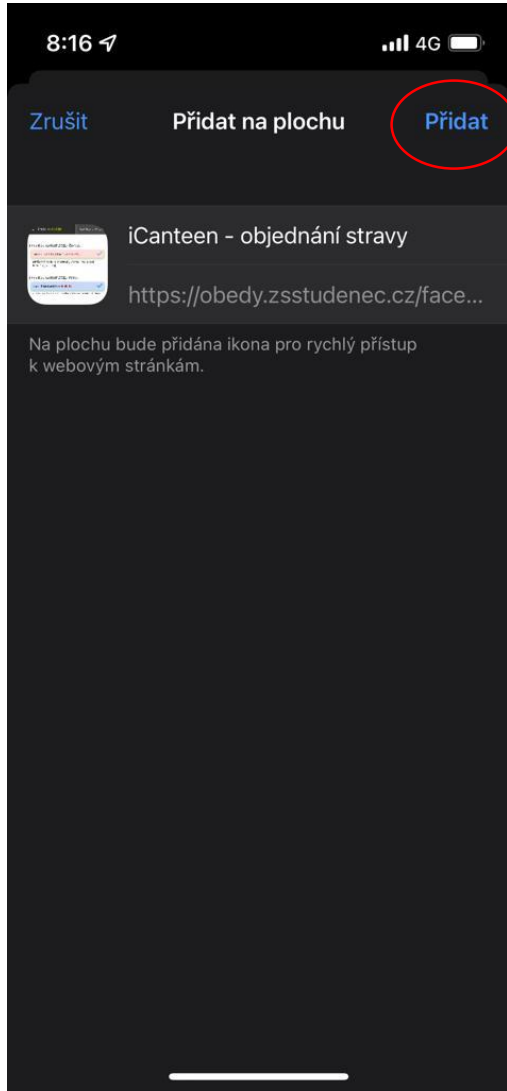 8:16
4G
Zrušit
Přidat na plochu
Přidat
iCanteen – objednání stravy
https://obedy.zsstudenec.cz/face...
Na plochu bude přidána ikona pro rychlý přístup
k webovým stránkám.